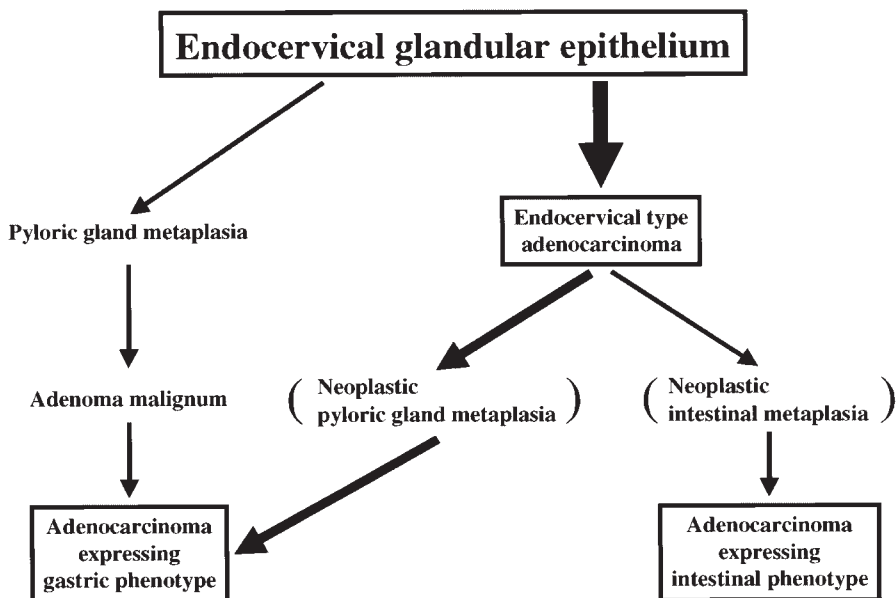 Endocervical glandular epithelium
Pyloric gland metaplasia
Endocervical type
adenocarcinoma
Adenoma malignum
( Neoplastic
pyloric gland metaplasia )
( Neoplastic
intestinal metaplasia )
Adenocarcinoma
expressing
gastric phenotype
Adenocarcinoma
expressing
intestinal phenotype